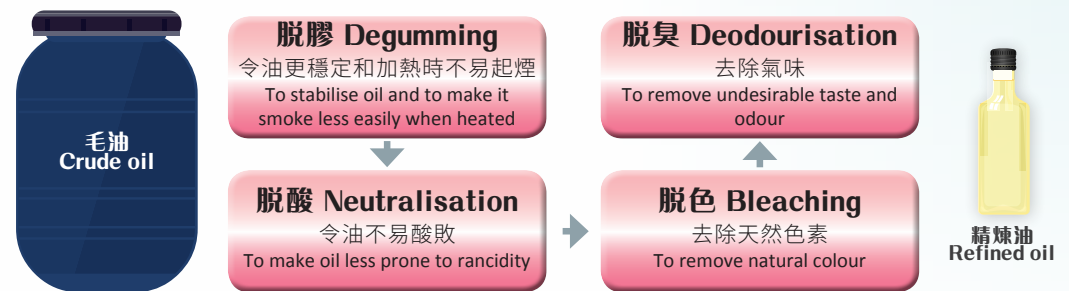 毛油
Crude oil
脫膠 Degumming
令油更穩定和加熱時不易起煙
To stabilise oil and to make it
smoke less easily when heated
脫酸 Neutralisation
令油不易酸敗
To make oil less prone to rancidity
脫色 Bleaching
去除天然色素
To remove natural colour
脫臭 Deodourisation
去除氣味
To remove undesirable taste and
odour
精煉油
Refined oil